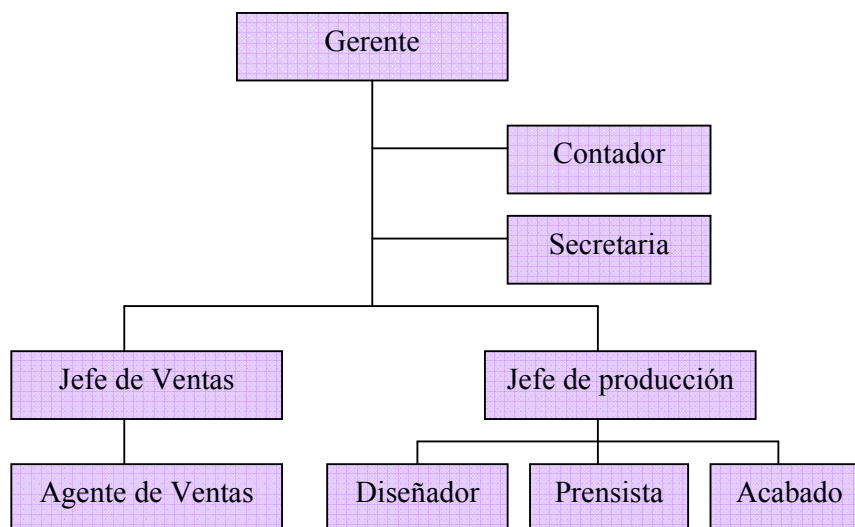 Gerente
Contador
Secretaria
Jefe de Ventas
Jefe de producción
Agente de Ventas
Diseñador
Prensista
Acabado